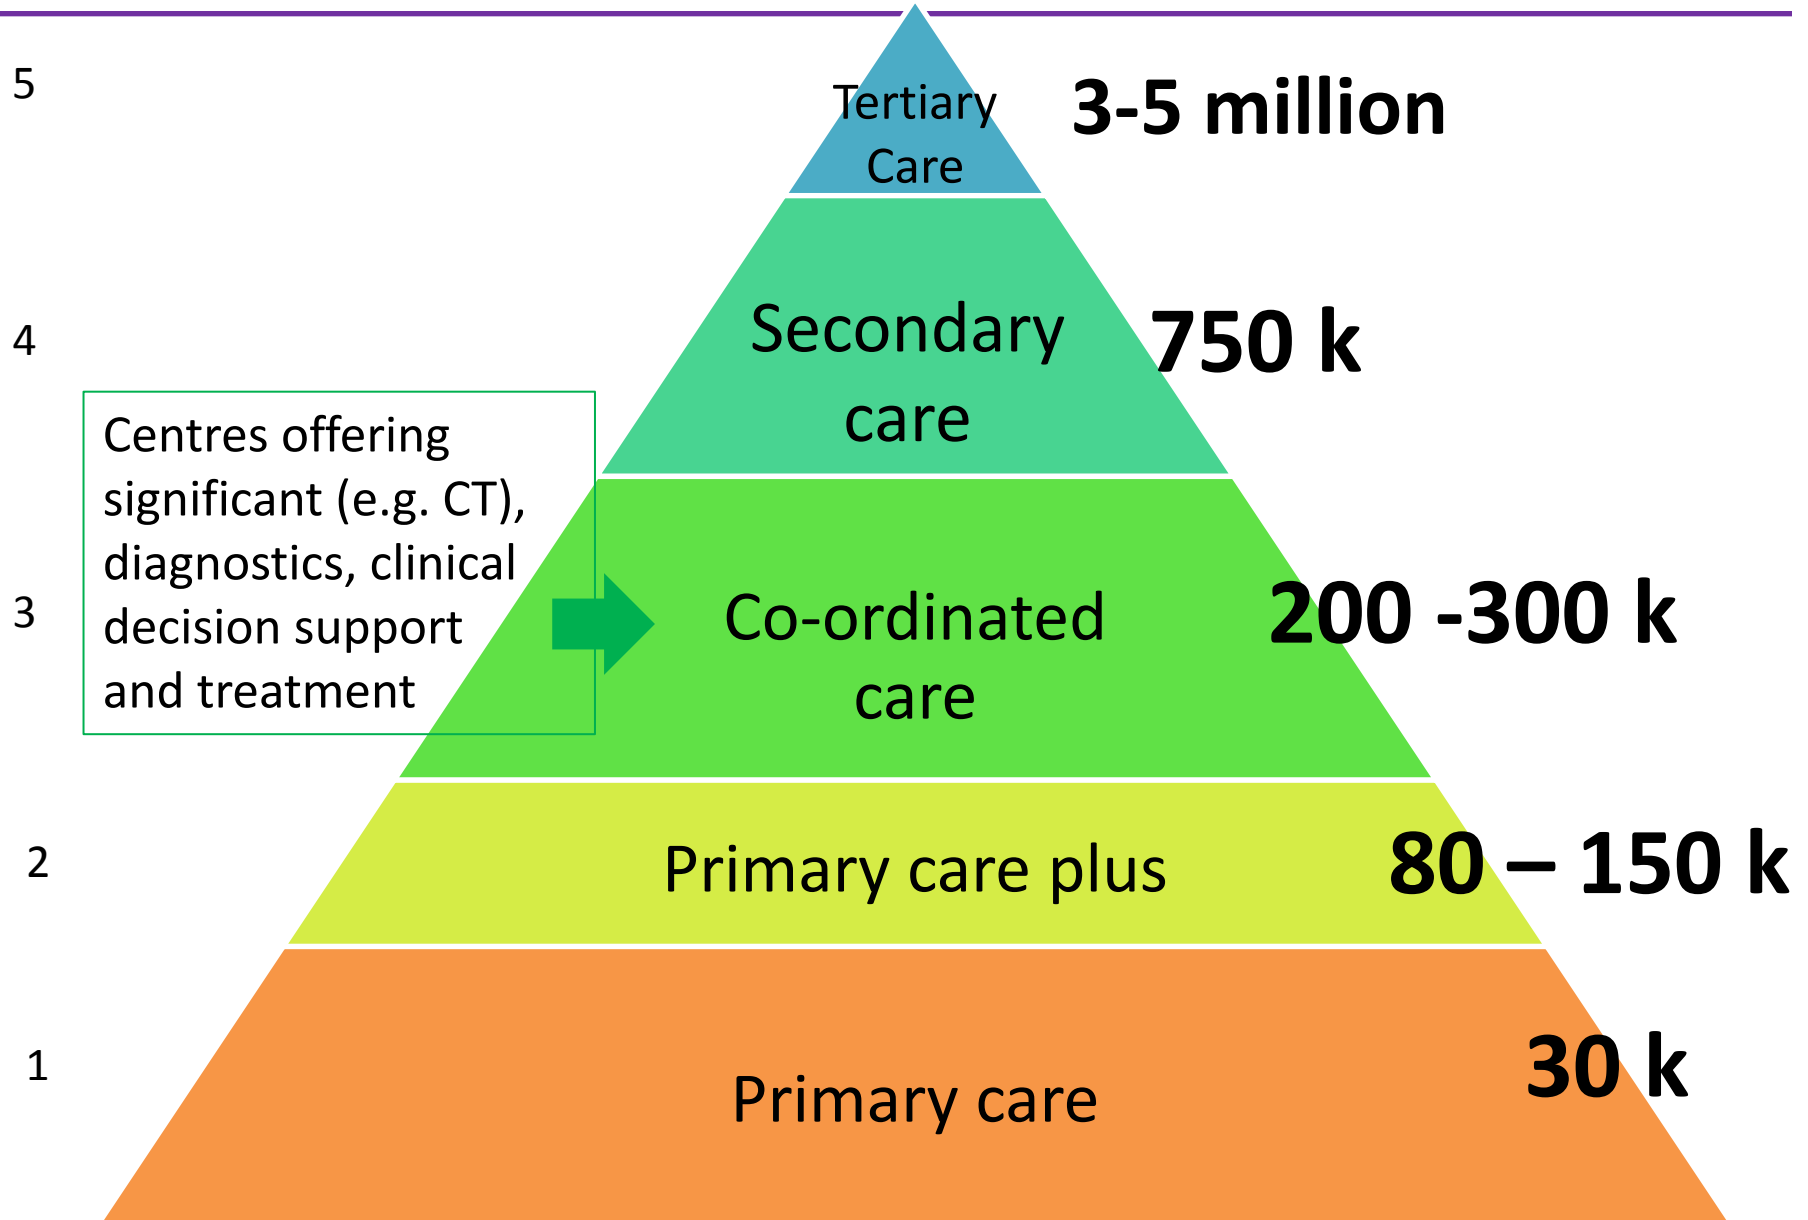 5
Tertiary
Care
3-5 million
4
Secondary
care
750 k
Centres offering
significant (e.g. CT),
diagnostics, clinical
decision support
and treatment
3
Co-ordinated
care
200 -300 k
2
Primary care plus
80 – 150 k
1
Primary care
30 k